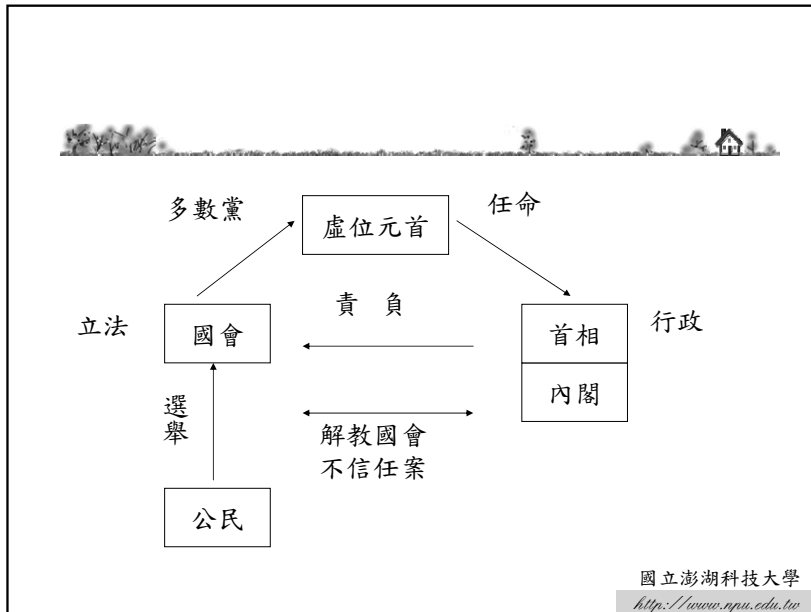 多數黨
虛位元首
任命
立法
國會
責 負
首相
行政
內閣
選舉
解教國會
不信任案
公民
國立澎湖科技大學
http://www.npu.edu.tw